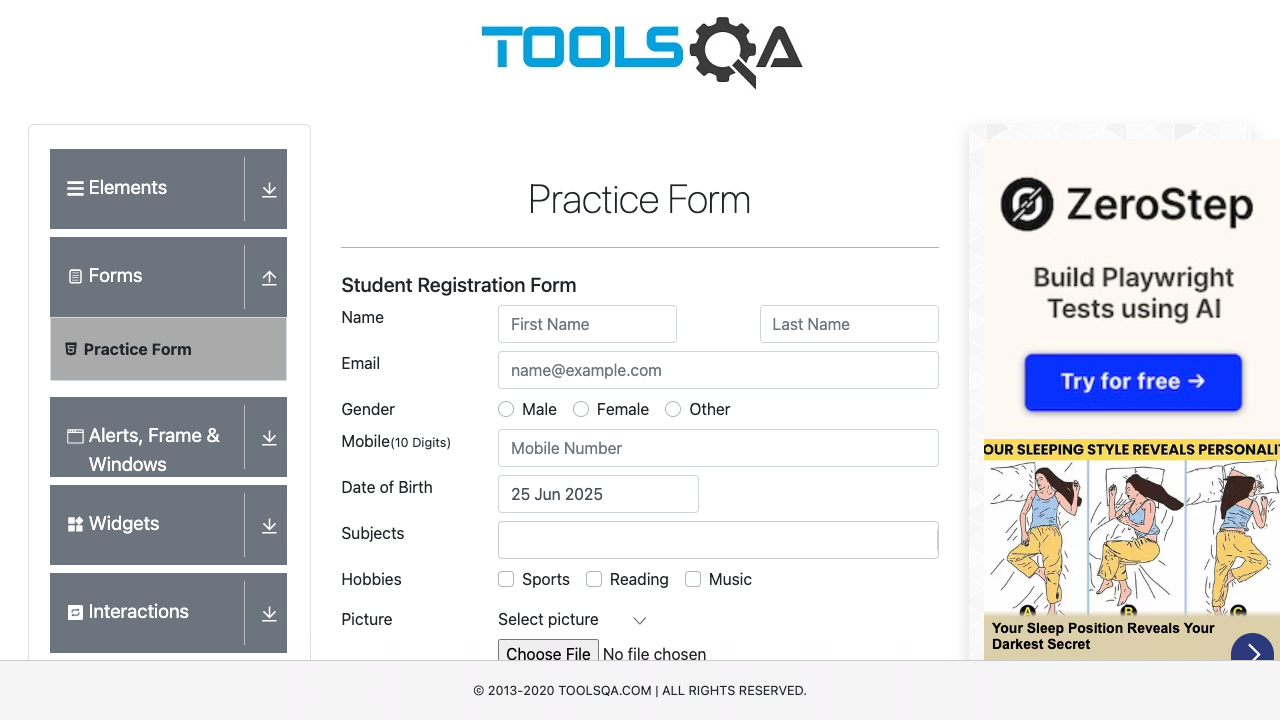 TOOLSQA
Elements
Forms
Practice Form
Alerts, Frame &
Windows
Widgets
Interactions
Practice Form
Student Registration Form
Name
First Name
Last Name
Email
name@example.com
Gender
Male
Female
Other
Mobile(10 Digits)
Mobile Number
Date of Birth
25 Jun 2025
Subjects
Hobbies
Sports
Reading
Music
Picture
Select picture
Choose File No file chosen
ZeroStep
Build Playwright
Tests using AI
Try for free →
OUR SLEEPING STYLE REVEALS PERSONALI
A
B
C
Your Sleep Position Reveals Your
Darkest Secret
© 2013-2020 TOOLSQA.COM | ALL RIGHTS RESERVED.